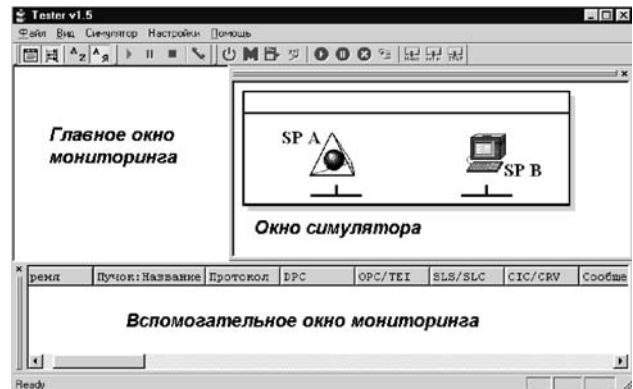 Tester v1.5
Файл Вид Симулятор Настройки Помощь
Главное окно
мониторинга
SP A
SP B
Окно симулятора
ремя Пучок:Название Протокол DPC OPC/TEI SLS/SLC CIC/CRV Сообще
Вспомогательное окно мониторинга
Ready